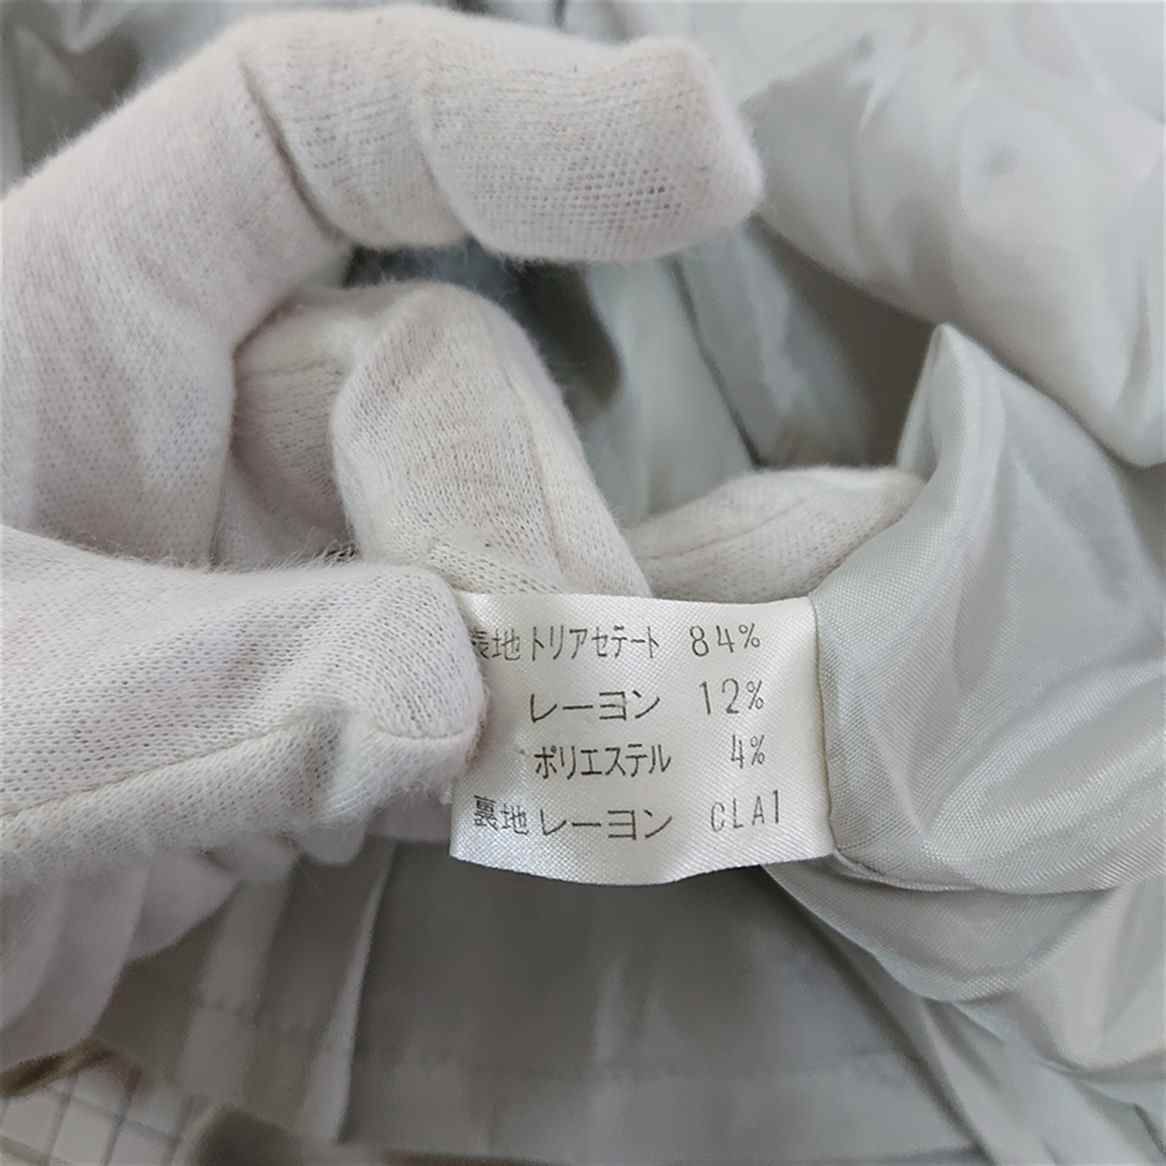 表地 トリアセテート 84%
レーヨン 12%
ポリエステル 4%
裏地 レーヨン CLA1